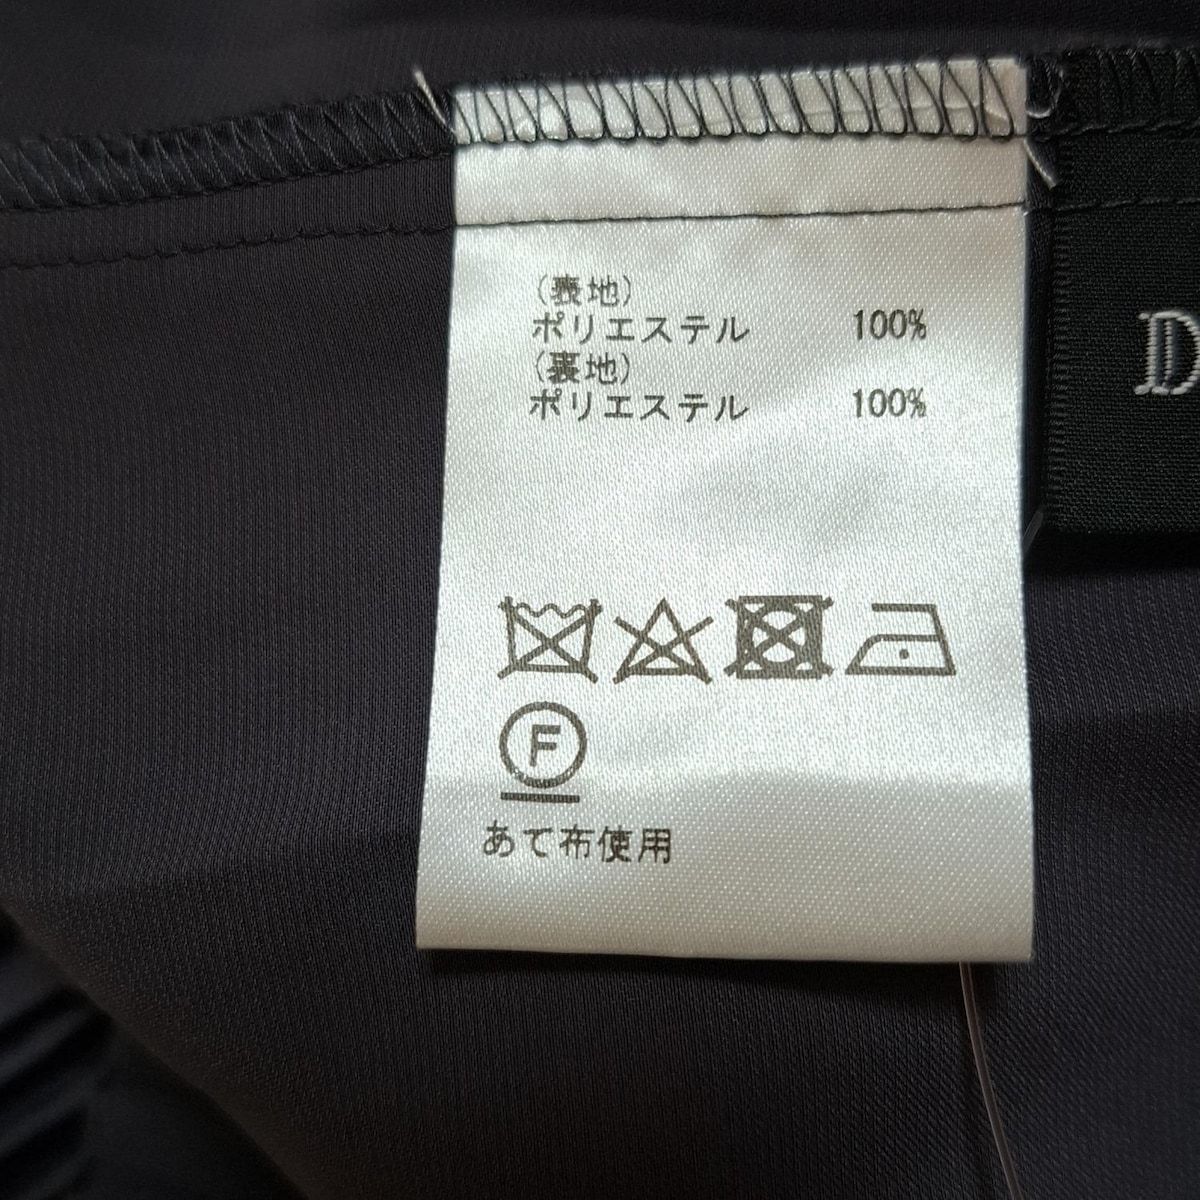 (表地)
ポリエステル 100%
(裏地)
ポリエステル 100%
F
あて布使用
D